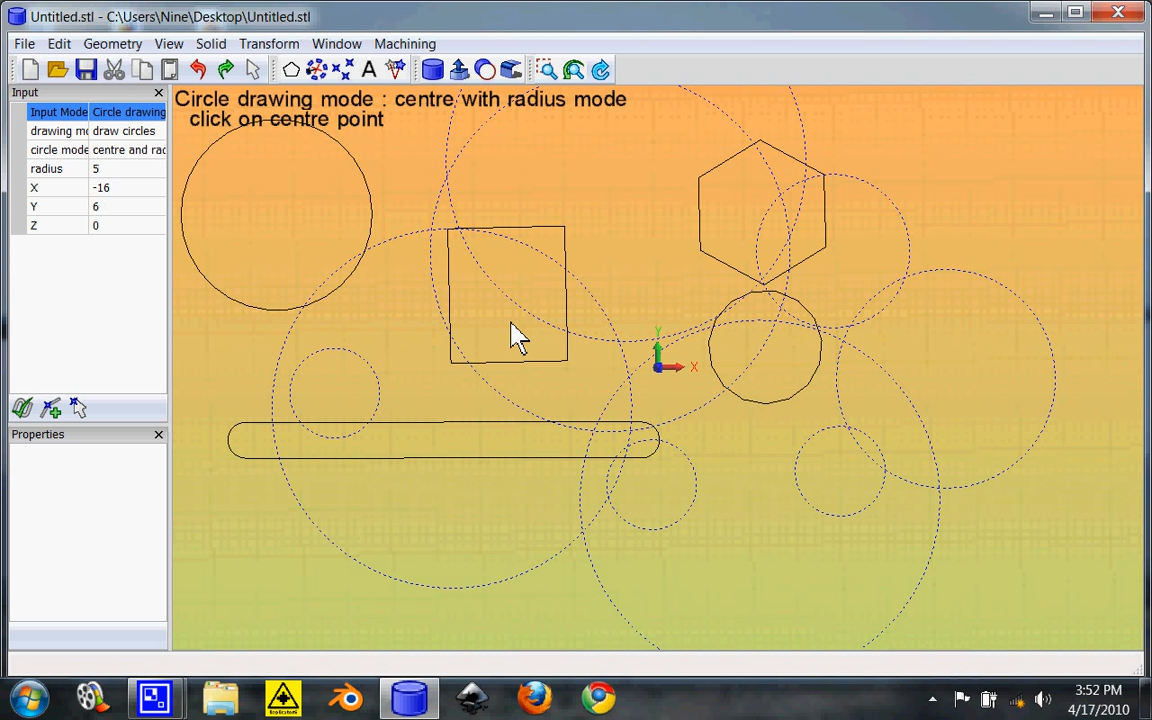 Untitled.stl - C:\Users\Nine\Desktop\Untitled.stl
File Edit Geometry View Solid Transform Window Machining
Input
Input Mode Circle drawing
drawing mo draw circles
circle mode centre and rad
radius 5
X -16
Y 6
Z 0
Properties
Circle drawing mode : centre with radius mode
click on centre point
Y
X
3:52 PM
4/17/2010